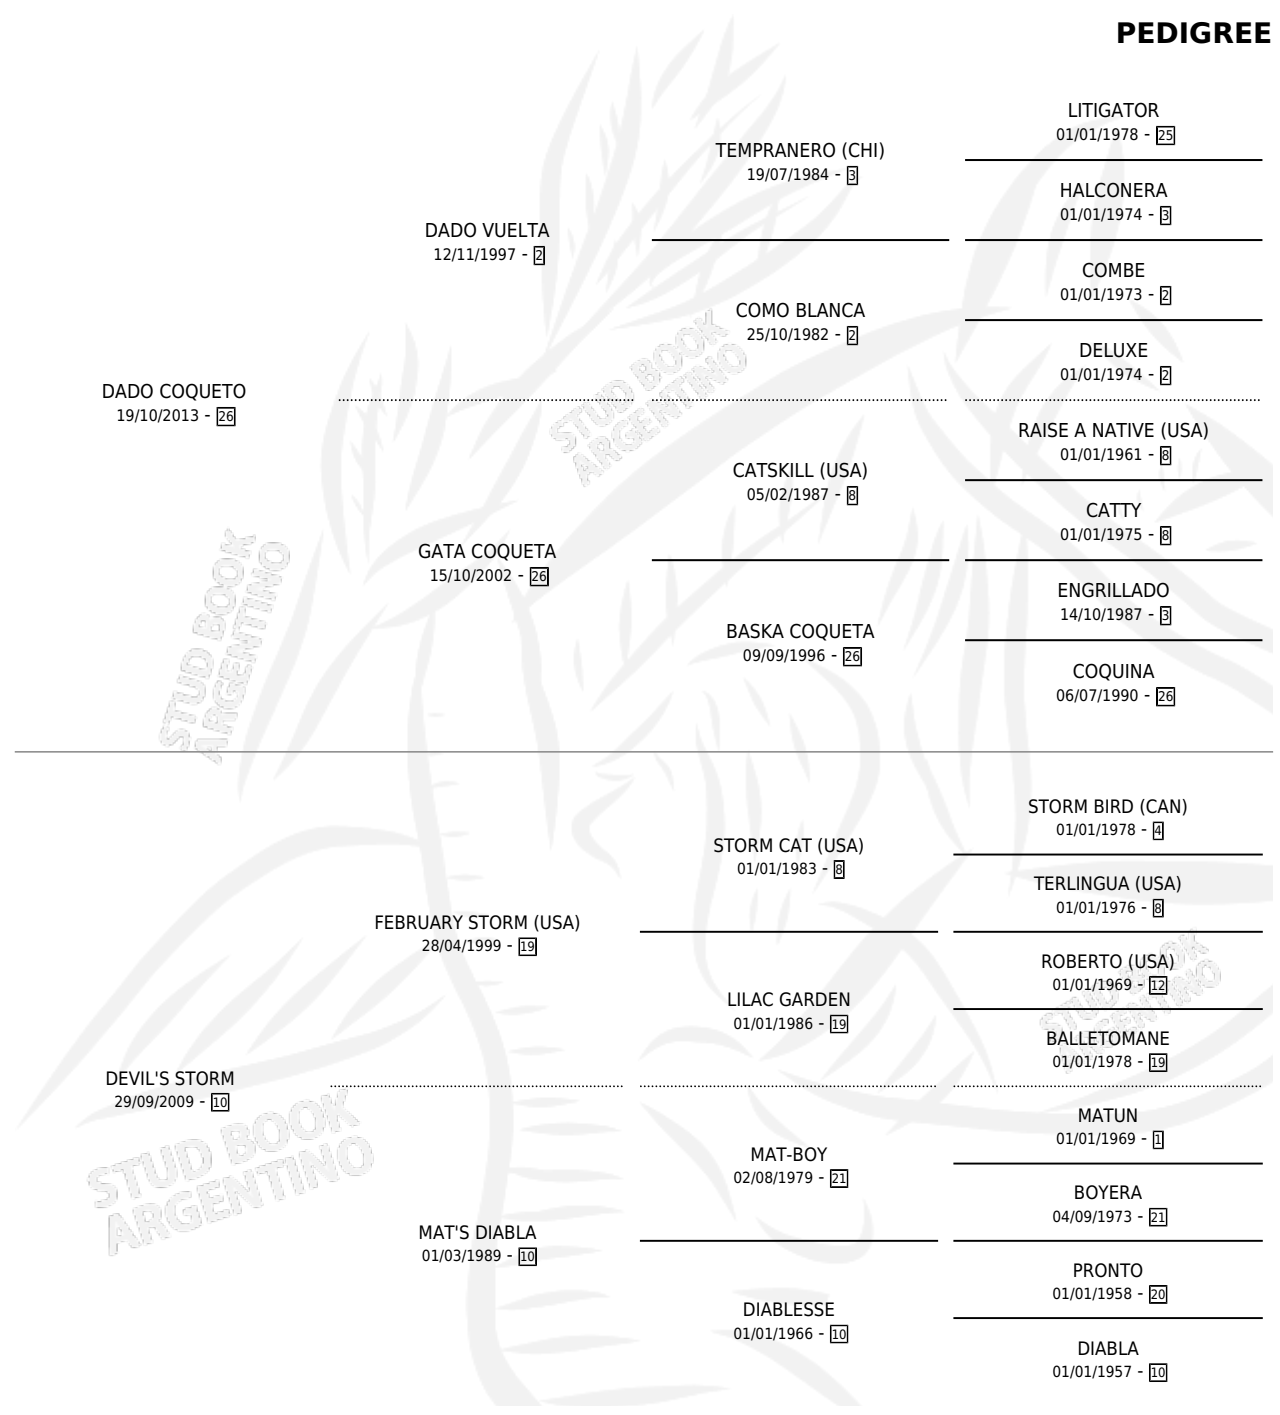 PEDIGREE
LITIGATOR
01/01/1978 - 25
TEMPRANERO (CHI)
19/07/1984 - 3
HALCONERA
01/01/1974 - 3
DADO VUELTA
12/11/1997 - 2
COMBE
01/01/1973 - 2
COMO BLANCA
25/10/1982 - 2
DELUXE
01/01/1974 - 2
DADO COQUETO
19/10/2013 - 26
RAISE A NATIVE (USA)
01/01/1961 - 8
CATSKILL (USA)
05/02/1987 - 8
CATTY
01/01/1975 - 8
GATA COQUETA
15/10/2002 - 26
ENGRILLADO
14/10/1987 - 3
BASKA COQUETA
09/09/1996 - 26
COQUINA
06/07/1990 - 26
STORM BIRD (CAN)
01/01/1978 - 4
STORM CAT (USA)
01/01/1983 - 8
TERLINGUA (USA)
01/01/1976 - 8
FEBRUARY STORM (USA)
28/04/1999 - 19
ROBERTO (USA)
01/01/1969 - 12
LILAC GARDEN
01/01/1986 - 19
BALLETOMANE
01/01/1978 - 19
DEVIL'S STORM
29/09/2009 - 10
MATUN
01/01/1969 - 1
MAT-BOY
02/08/1979 - 21
BOYERA
04/09/1973 - 21
MAT'S DIABLA
01/03/1989 - 10
PRONTO
01/01/1958 - 20
DIABLESSE
01/01/1966 - 10
DIABLA
01/01/1957 - 10
STUD BOOK
ARGENTINO
STUD BOOK
ARGENTINO
STUD BOOK
ARGENTINO
STUD BOOK
ARGENTINO